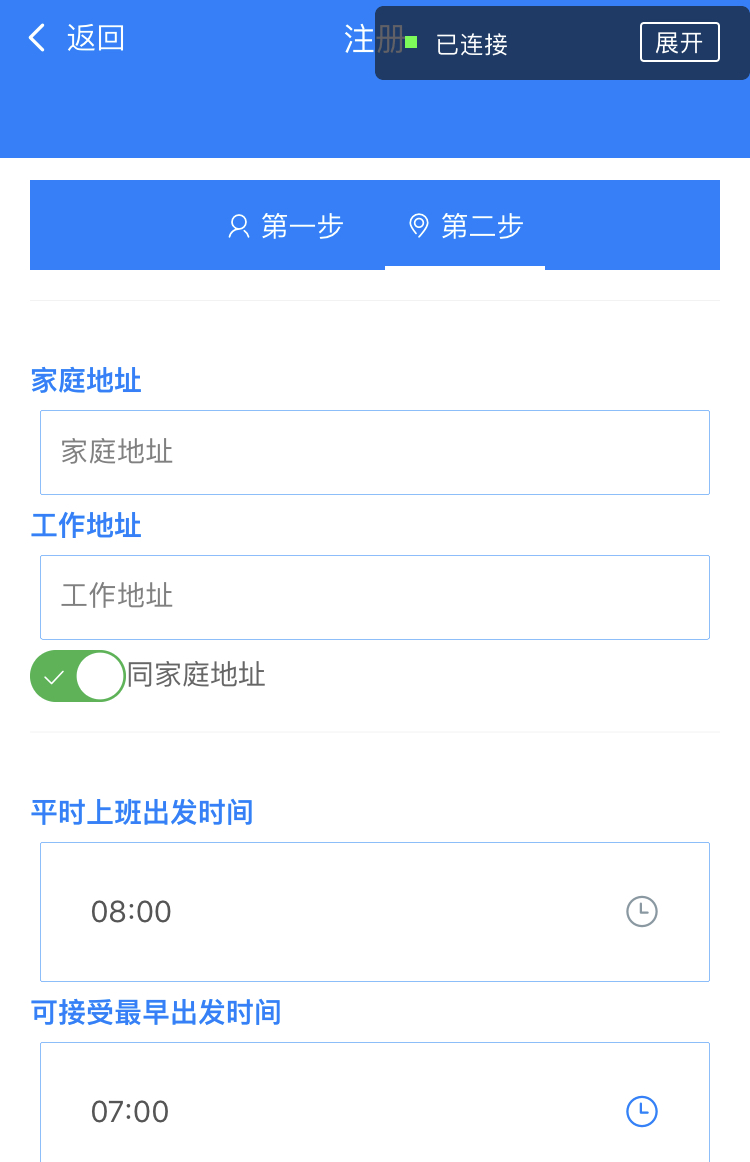 返回
注册
已连接
展开
第一步
第二步
家庭地址
家庭地址
工作地址
工作地址
同家庭地址
平时上班出发时间
08:00
可接受最早出发时间
07:00